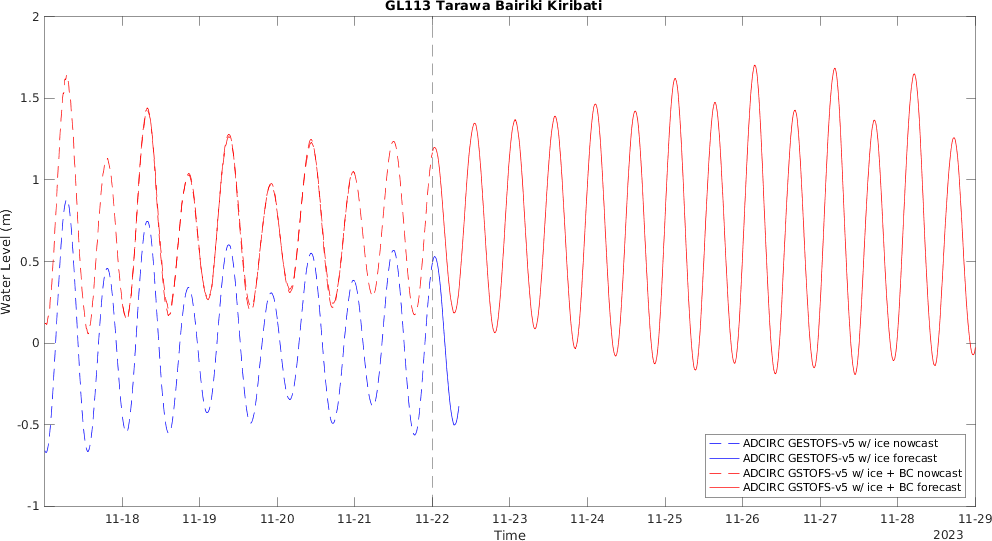 GL113 Tarawa Bairiki Kiribati
Water Level (m)
2
1.5
1
0.5
0
-0.5
-1
ADCIRC GESTOFS-v5 w/ ice nowcast
ADCIRC GESTOFS-v5 w/ ice forecast
ADCIRC GSTOFS-v5 w/ ice + BC nowcast
ADCIRC GSTOFS-v5 w/ ice + BC forecast
11-18 11-19 11-20 11-21 11-22 11-23 11-24 11-25 11-26 11-27 11-28 11-29
Time
2023